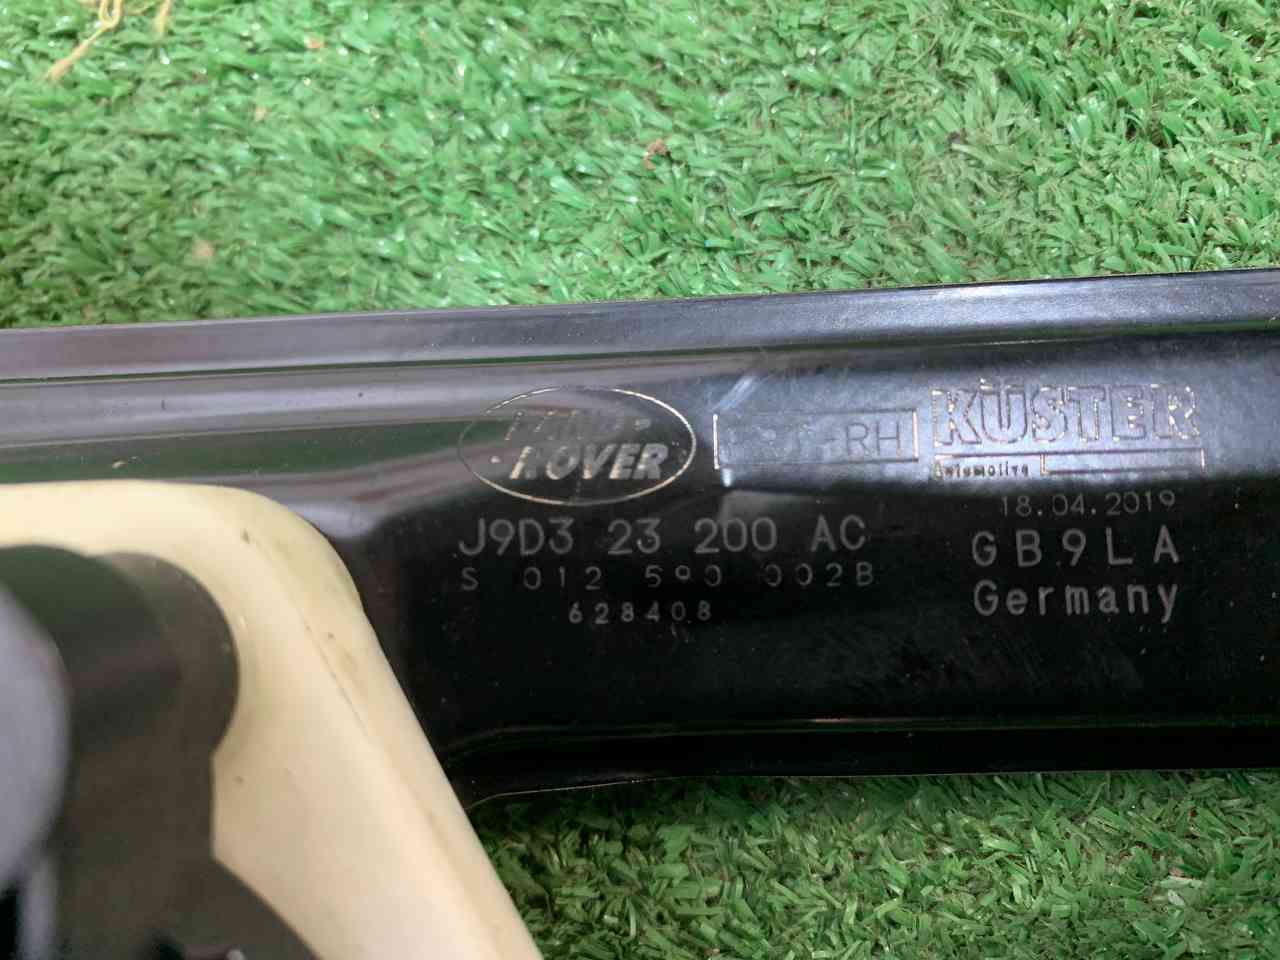 LAND-
-ROVER
-RH
KÜSTER
Automotive
18.04.2019
J9D3 23 200 AC
GB9LA
S 012 590 002B
Germany
628408